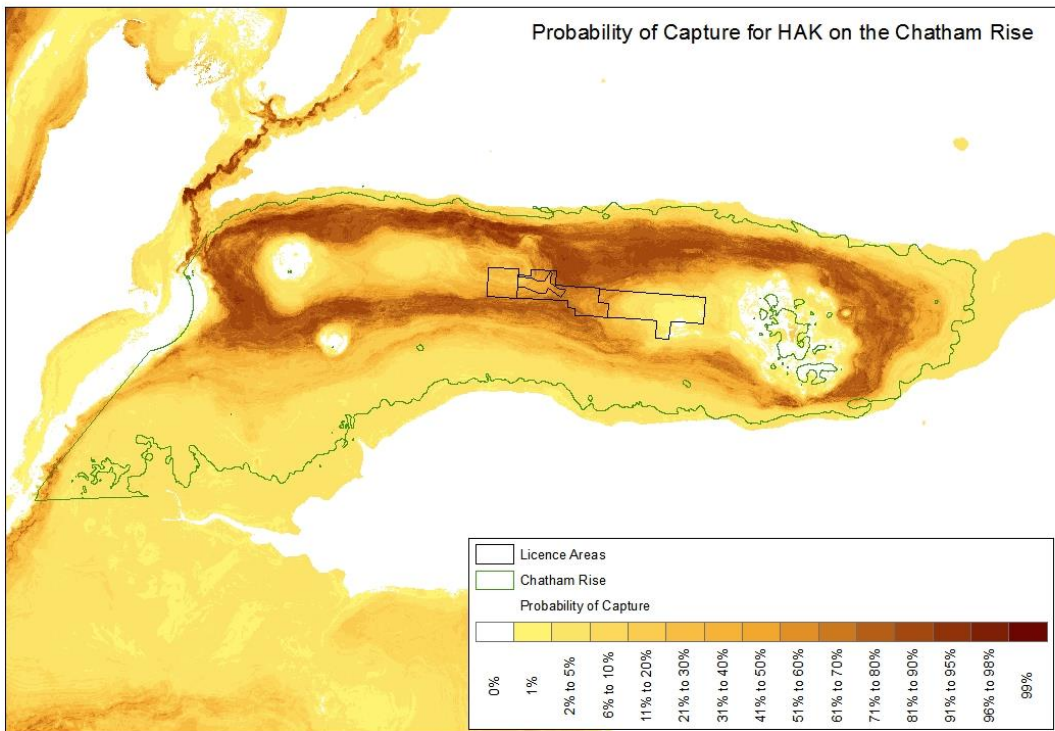 Probability of Capture for HAK on the Chatham Rise
Licence Areas
Chatham Rise
Probability of Capture
0%
1%
2% to 5%
6% to 10%
11% to 20%
21% to 30%
31% to 40%
41% to 50%
51% to 60%
61% to 70%
71% to 80%
81% to 90%
91% to 95%
96% to 98%
99%